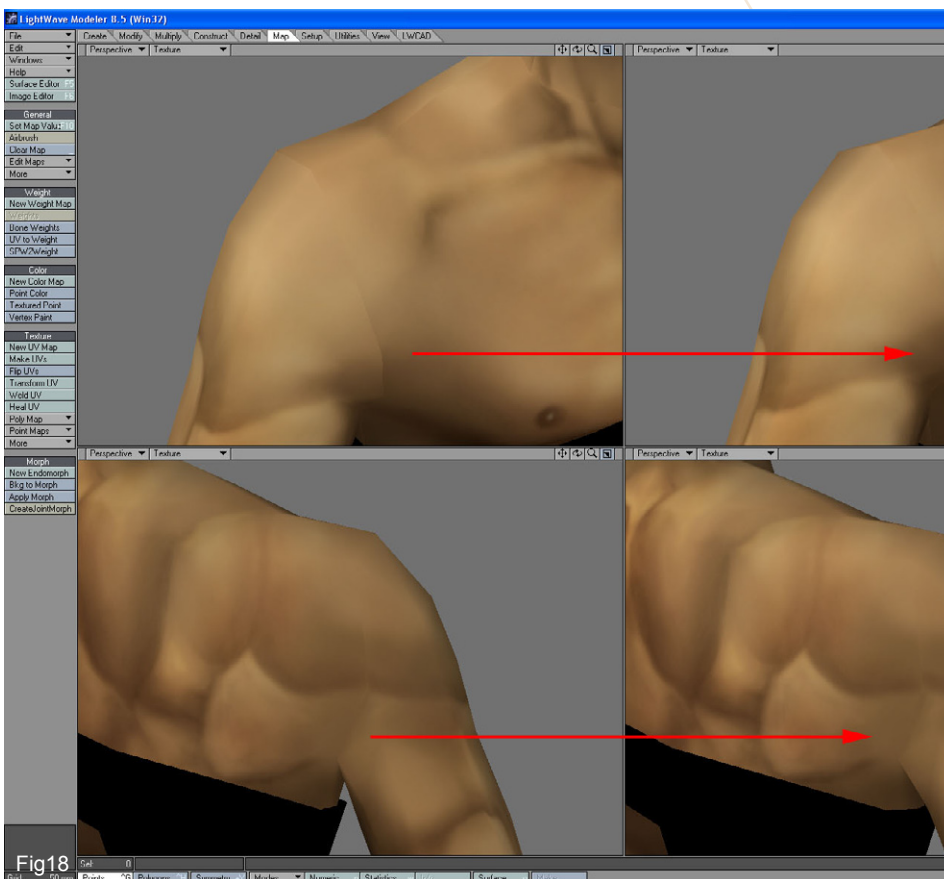 LightWave Modeler 8.5 (Win32)
File
Create Modify Multiply Construct Detail Map Setup Utilities View LWCAD
Edit
Perspective Texture
Perspective Texture
Windows
Help
Surface Editor F5
Image Editor
General
Set Map Value
Airbrush
Clear Map
Edit Maps
More
Weight
New Weight Map
Weights
Bone Weights
UV to Weight
SPW2Weight
Color
New Color Map
Point Color
Textured Point
Vertex Paint
Texture
New UV Map
Make UVs
Flip UVs
Transform UV
Weld UV
Heal UV
Poly Map
Point Maps
More
Perspective Texture
Perspective Texture
Morph
New Endomorph
Bkg to Morph
Apply Morph
CreateJointMorph
Fig18
Sel: 0
Grid: 50 mm
Points ^G Polygons Symmetry Modes Numeric Statistics Surface